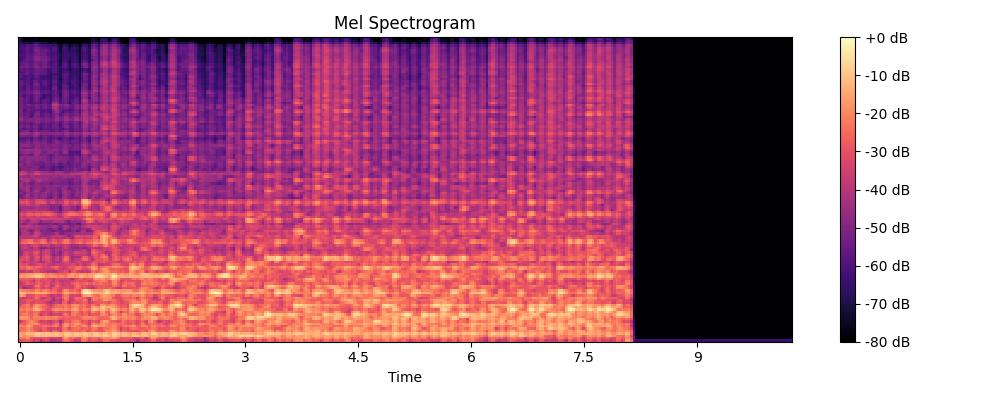 Mel Spectrogram
+0 dB
-10 dB
-20 dB
-30 dB
-40 dB
-50 dB
-60 dB
-70 dB
-80 dB
0 1.5 3 4.5 6 7.5 9
Time